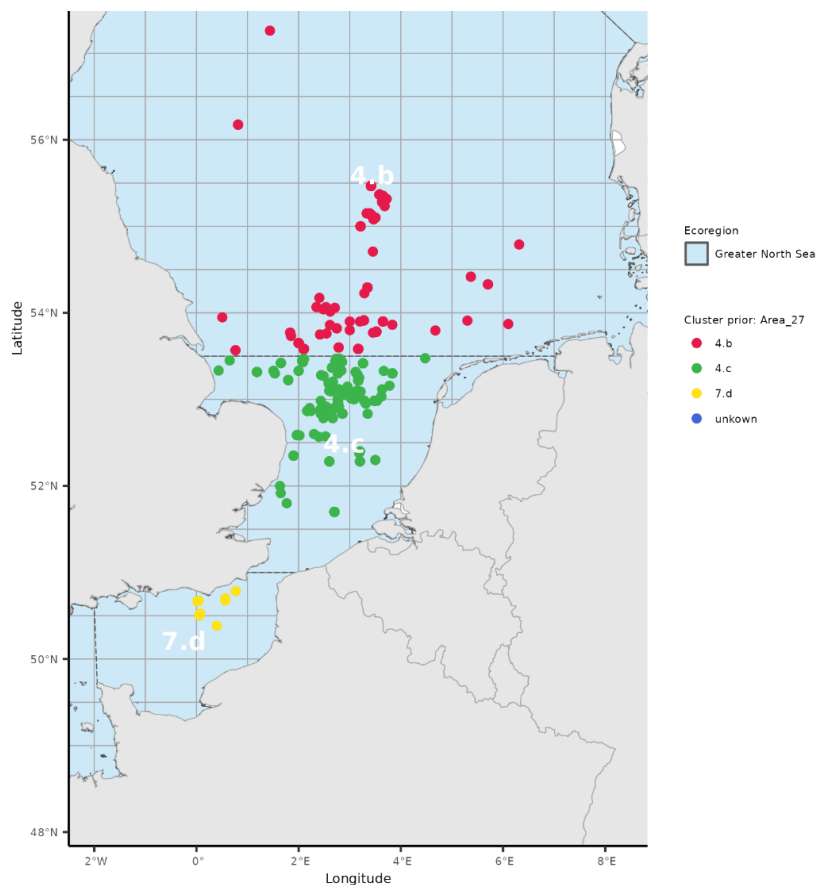 4.b
4.c
7.d
56°N
54°N
52°N
50°N
48°N
Latitude
2°W
0°
2°E
4°E
6°E
8°E
Longitude
Ecoregion
Greater North Sea
Cluster prior: Area_27
4.b
4.c
7.d
unkown